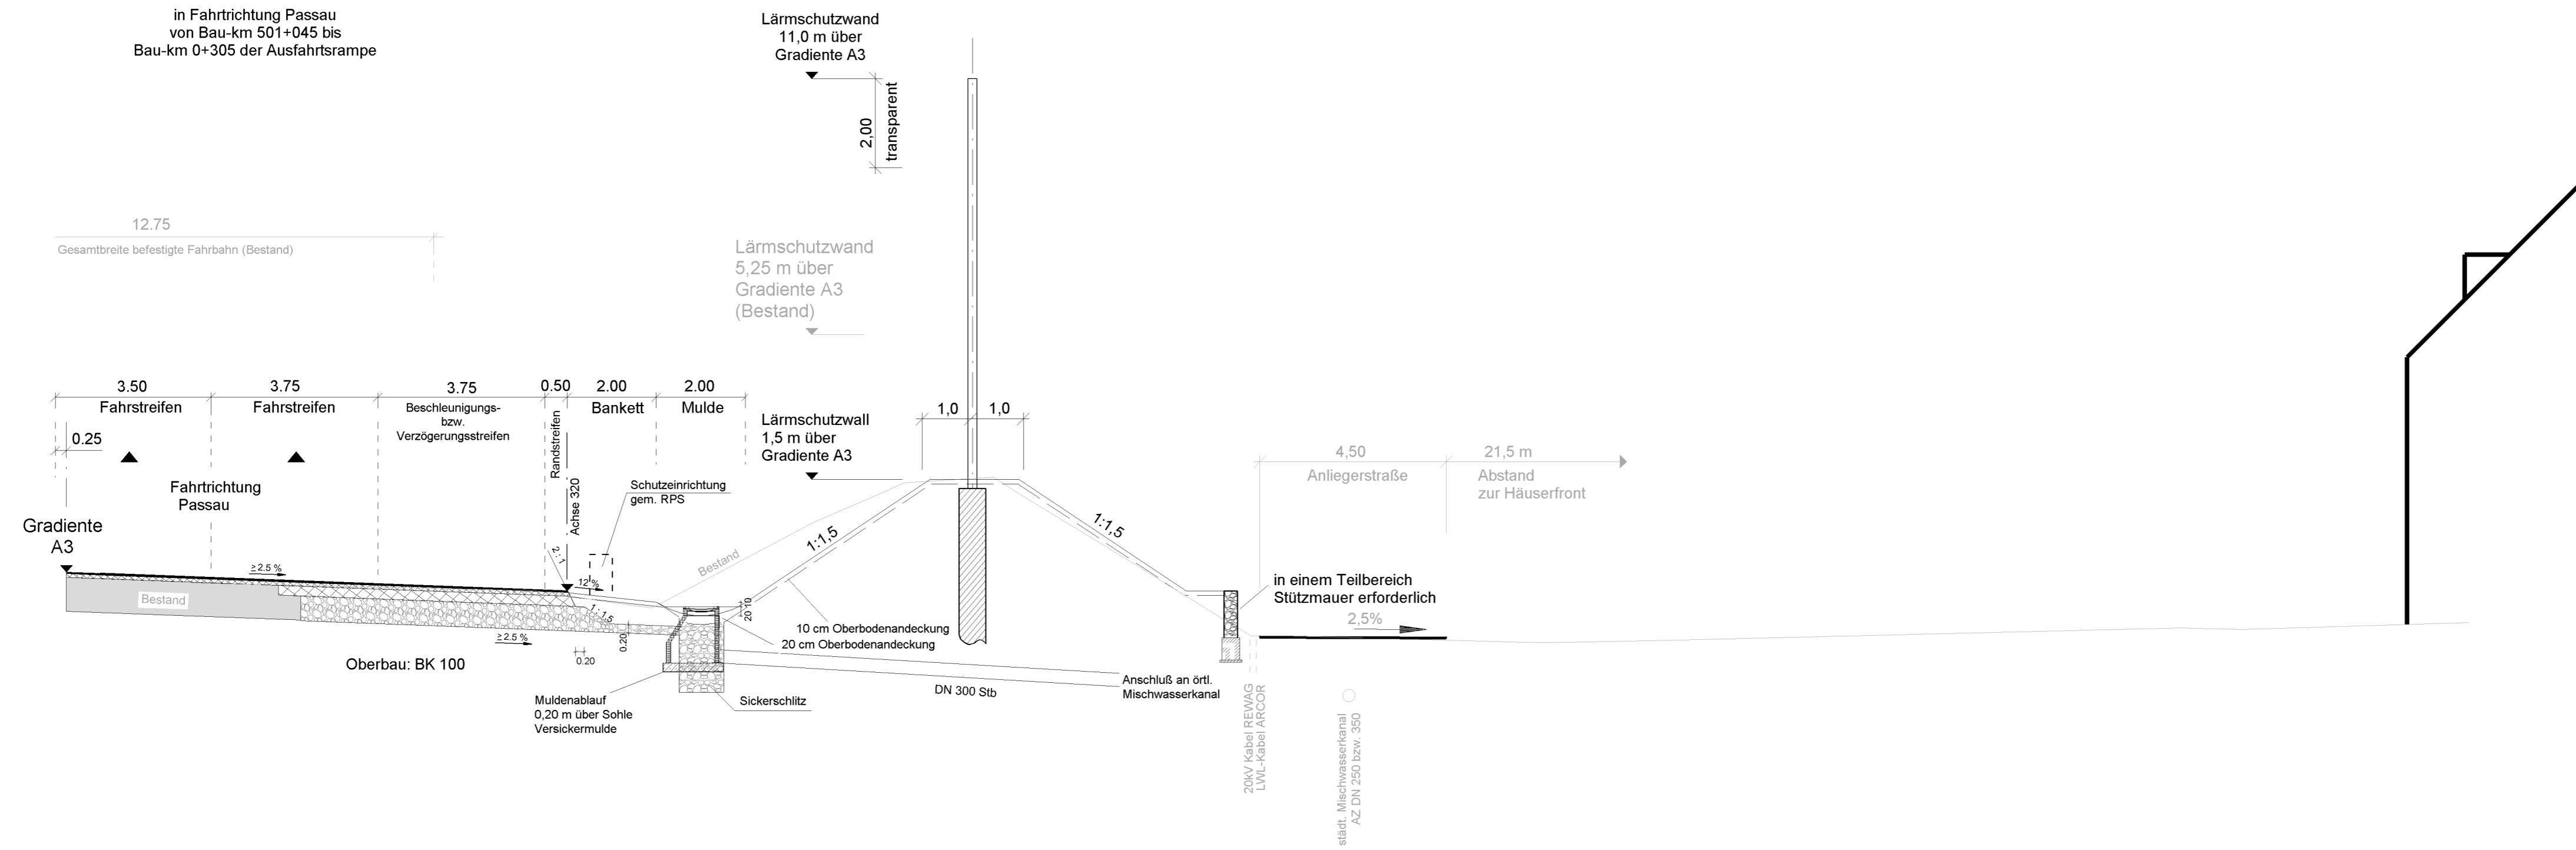 in Fahrtrichtung Passau
von Bau-km 501+045 bis
Bau-km 0+305 der Ausfahrtsrampe
Lärmschutzwand
11,0 m über
Gradiente A3
2,00
transparent
12.75
Gesamtbreite befestigte Fahrbahn (Bestand)
Lärmschutzwand
5,25 m über
Gradiente A3
(Bestand)
3.50
Fahrstreifen
3.75
Fahrstreifen
3.75
Beschleunigungs-
bzw.
Verzögerungsstreifen
0.50
Randstreifen
2.00
Bankett
2.00
Mulde
0.25
Fahrtrichtung
Passau
Achse 320
Gradiente
A3
Schutzeinrichtung
gem. RPS
Lärmschutzwall
1,5 m über
Gradiente A3
1,0
1,0
4,50
Anliegerstraße
21,5 m
Abstand
zur Häuserfront
1:1,5
1:1,5
Bestand
2:1
12 %
≥2.5 %
Bestand
1:1,5
0.20
0.20
≥2.5 %
20 10
10 cm Oberbodenandeckung
20 cm Oberbodenandeckung
in einem Teilbereich
Stützmauer erforderlich
2,5%
Oberbau: BK 100
Muldenablauf
0,20 m über Sohle
Versickermulde
Sickerschlitz
DN 300 Stb
Anschluß an örtl.
Mischwasserkanal
20kV Kabel REWAG
LWL-Kabel ARCOR
städt. Mischwasserkanal
AZ DN 250 bzw. 350